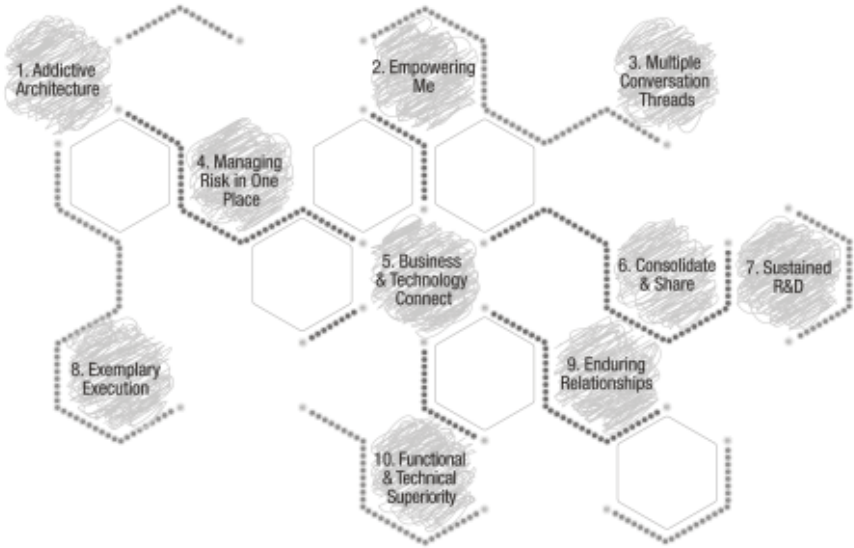 1. Addictive
Architecture
2. Empowering
Me
3. Multiple
Conversation
Threads
4. Managing
Risk in One
Place
5. Business
& Technology
Connect
6. Consolidate
& Share
7. Sustained
R&D
8. Exemplary
Execution
9. Enduring
Relationships
10. Functional
& Technical
Superiority